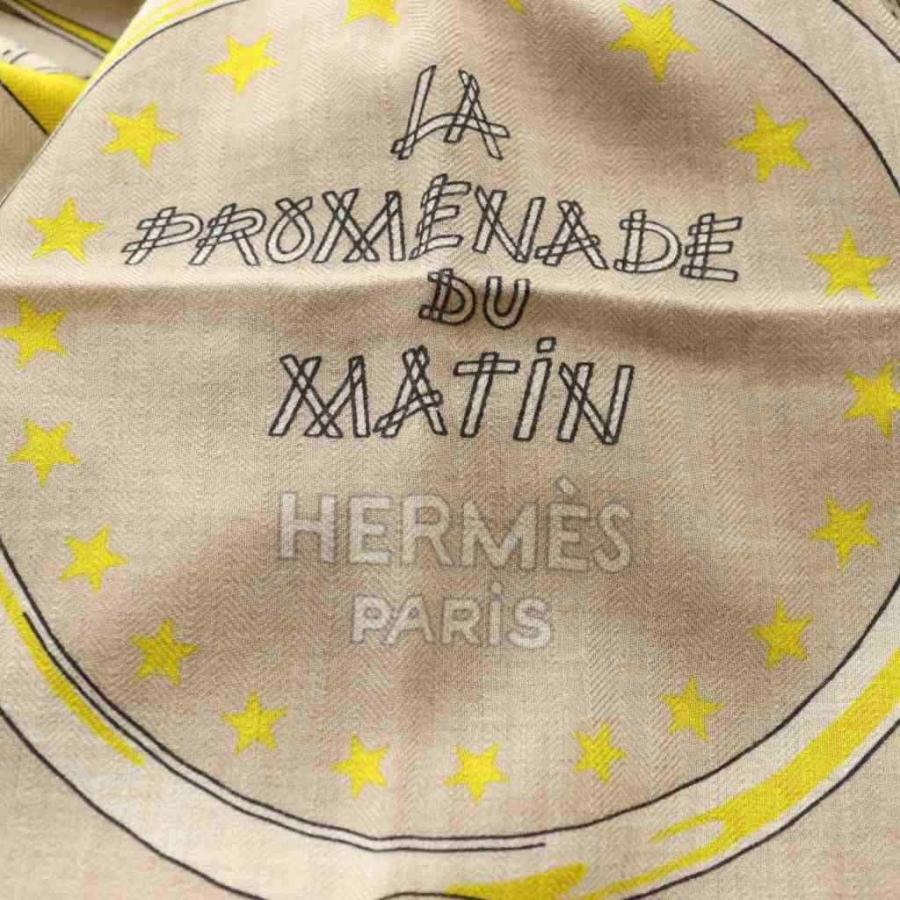 LA
PROMENADE
DU
MATiN
HERMÈS
PARiS